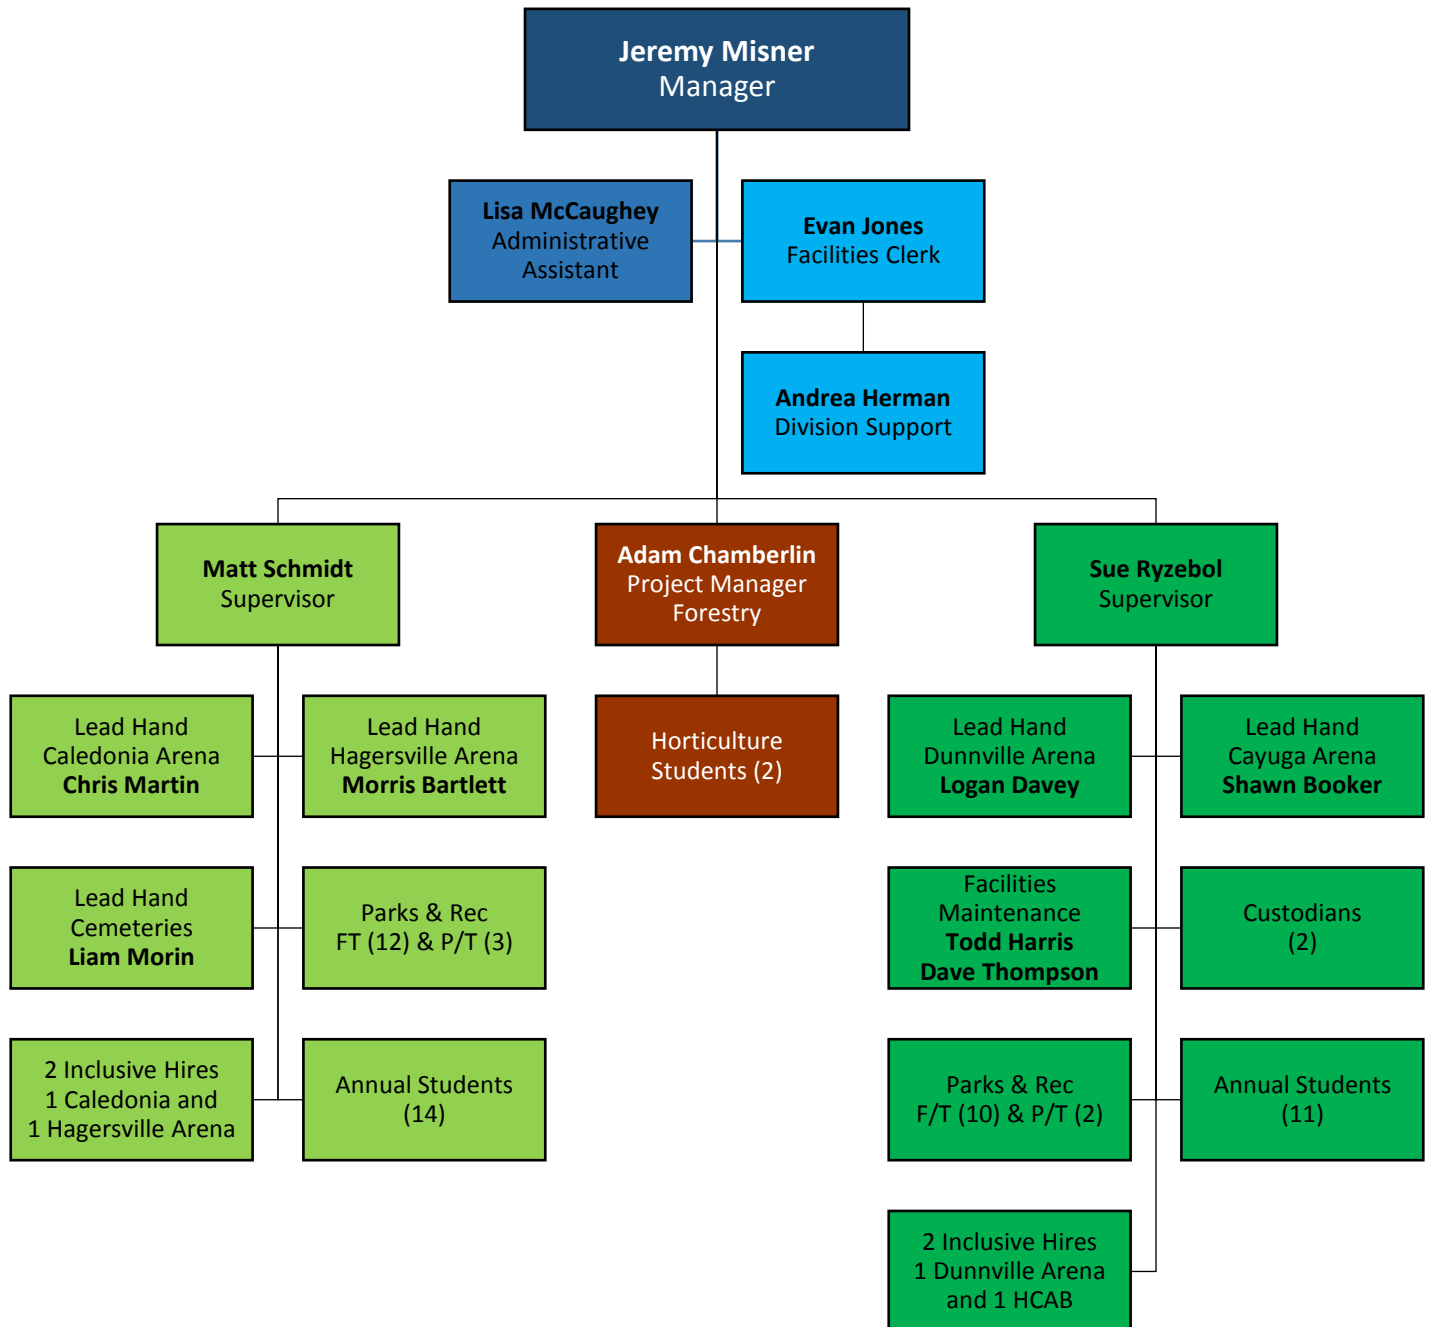 Jeremy Misner
Manager
Lisa McCaughey
Administrative
Assistant
Evan Jones
Facilities Clerk
Andrea Herman
Division Support
Matt Schmidt
Supervisor
Adam Chamberlin
Project Manager
Forestry
Sue Ryzebol
Supervisor
Lead Hand
Caledonia Arena
Chris Martin
Lead Hand
Hagersville Arena
Morris Bartlett
Horticulture
Students (2)
Lead Hand
Dunnville Arena
Logan Davey
Lead Hand
Cayuga Arena
Shawn Booker
Lead Hand
Cemeteries
Liam Morin
Parks & Rec
FT (12) & P/T (3)
Facilities
Maintenance
Todd Harris
Dave Thompson
Custodians
(2)
2 Inclusive Hires
1 Caledonia and
1 Hagersville Arena
Annual Students
(14)
Parks & Rec
F/T (10) & P/T (2)
Annual Students
(11)
2 Inclusive Hires
1 Dunnville Arena
and 1 HCAB